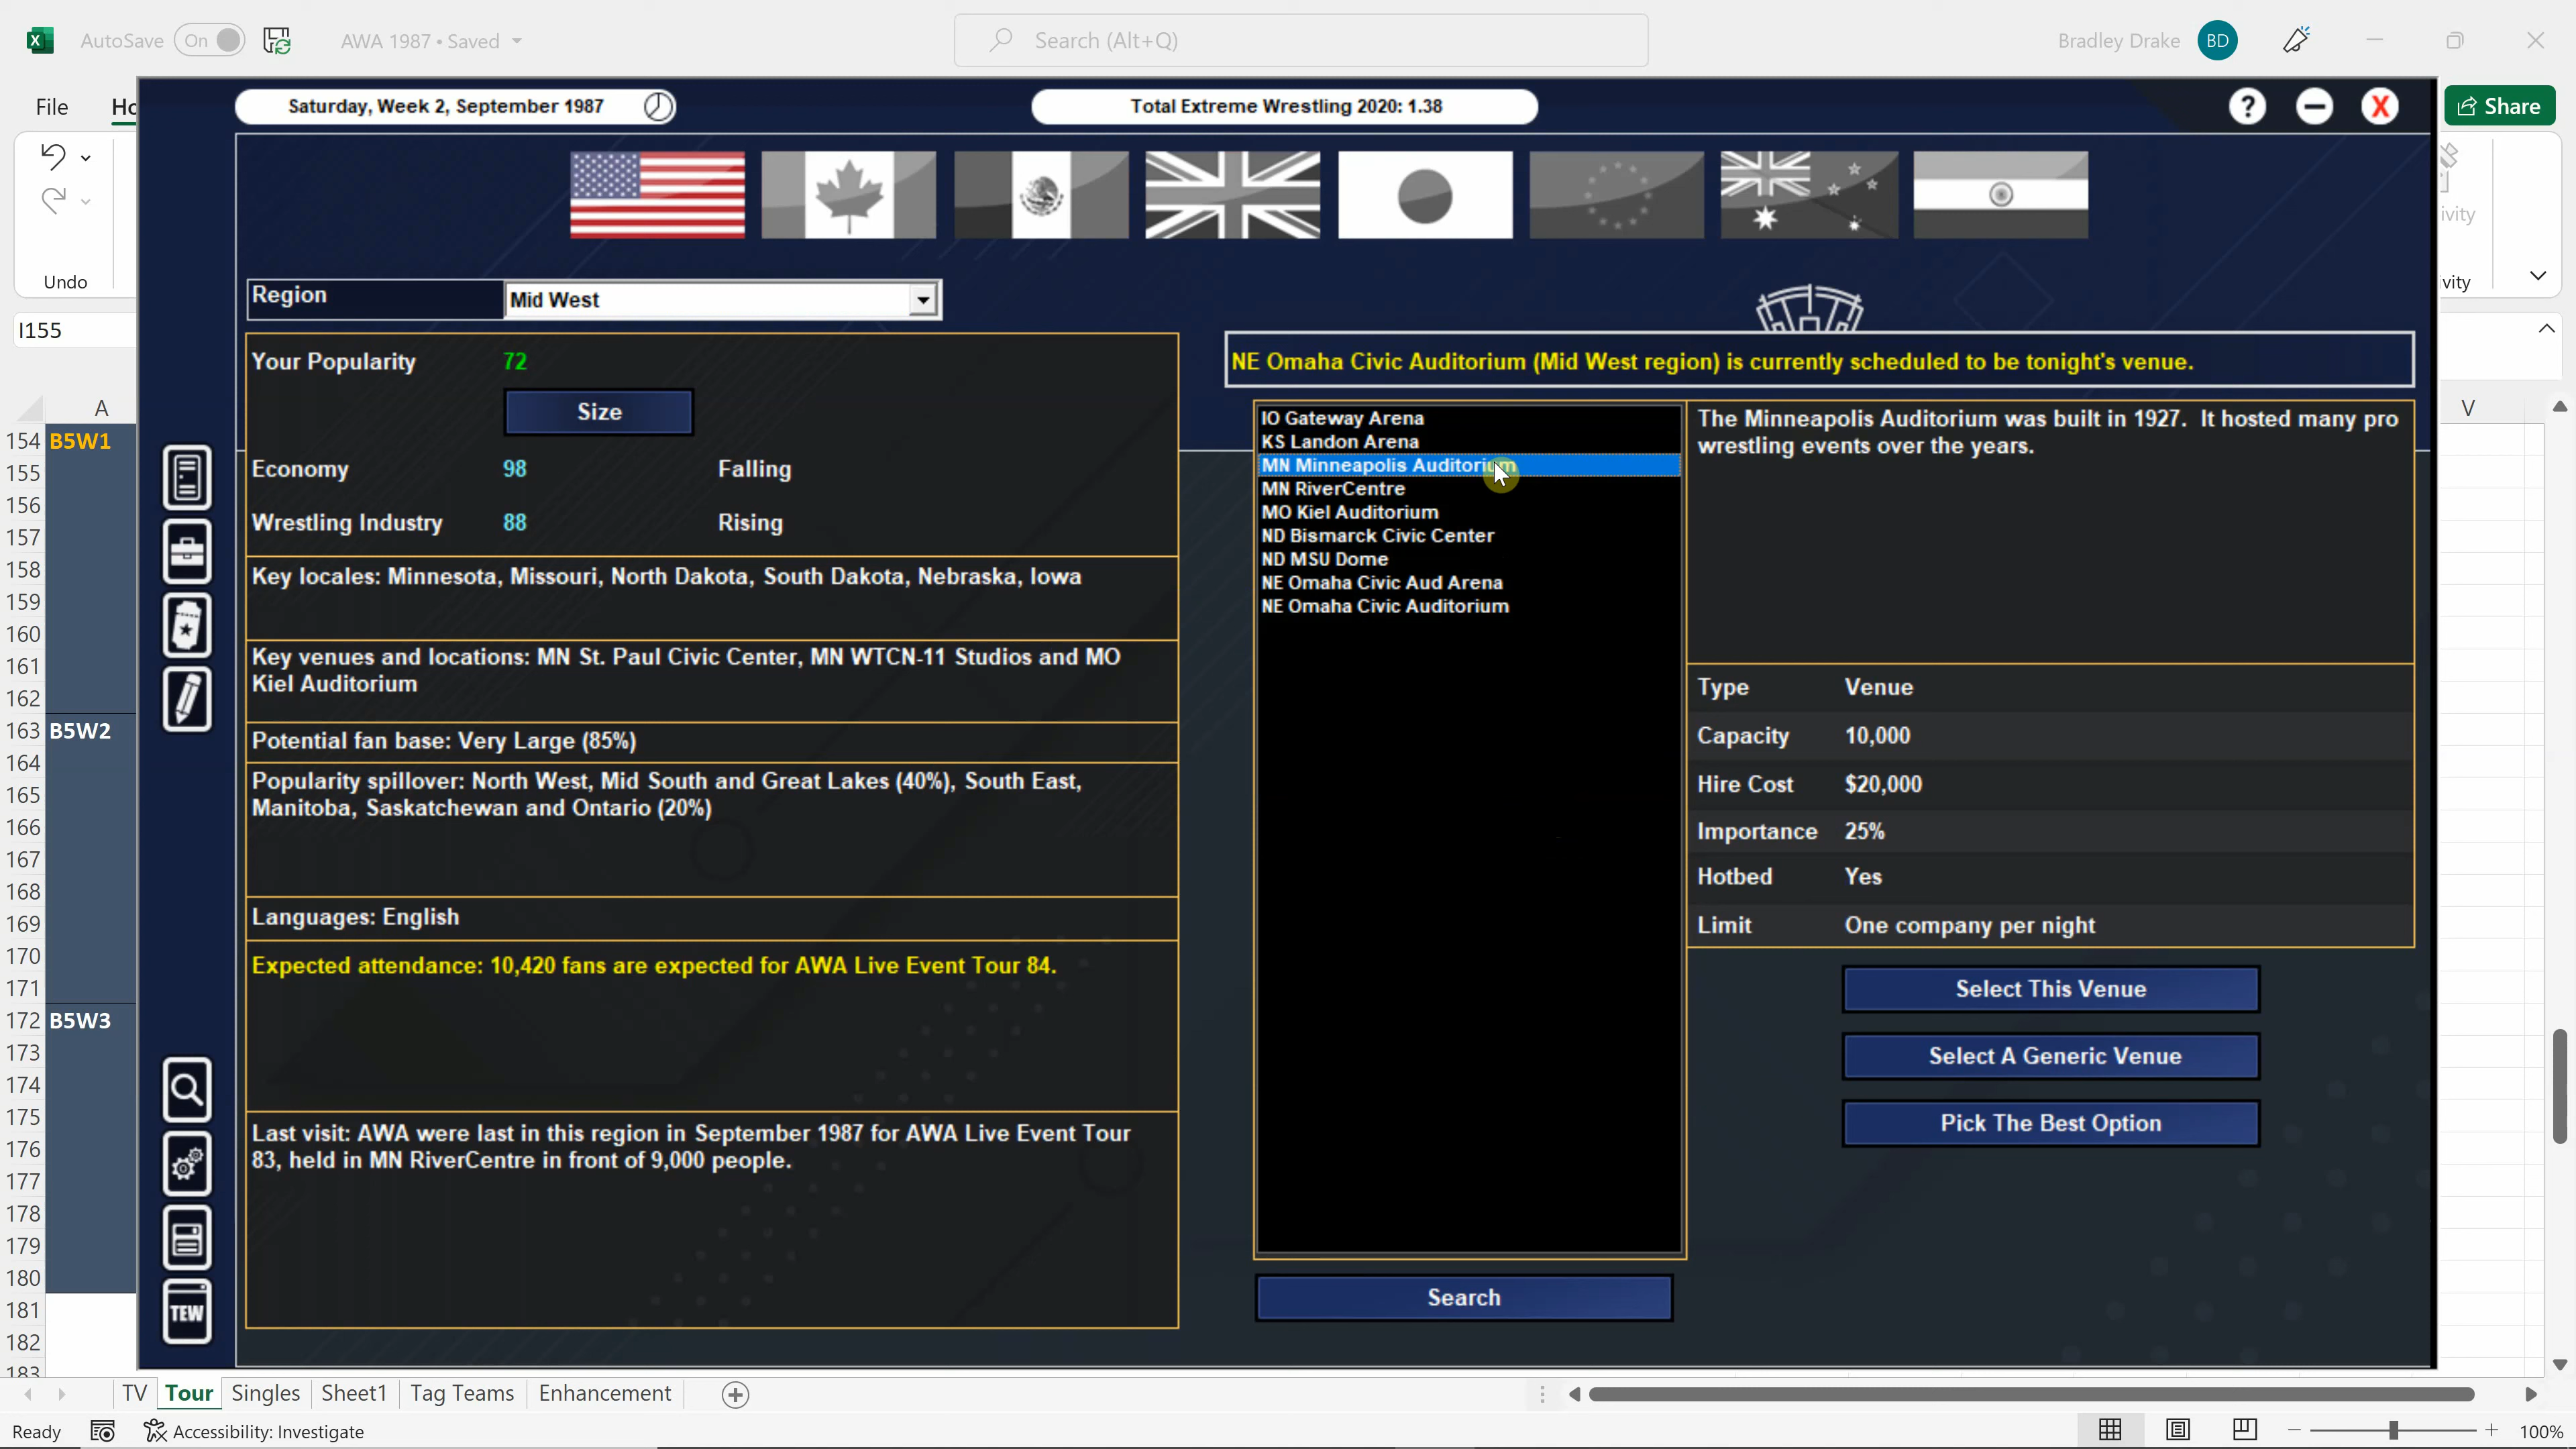 AutoSave On AWA 1987 • Saved Search (Alt+Q) Bradley Drake BD
File Ho Share
Saturday, Week 2, September 1987
Total Extreme Wrestling 2020: 1.38
? X
Undo
ivity
ivity
I155
Region Mid West
Your Popularity 72
Size
Economy 98 Falling
Wrestling Industry 88 Rising
Key locales: Minnesota, Missouri, North Dakota, South Dakota, Nebraska, Iowa
Key venues and locations: MN St. Paul Civic Center, MN WTCN-11 Studios and MO
Kiel Auditorium
Potential fan base: Very Large (85%)
Popularity spillover: North West, Mid South and Great Lakes (40%), South East,
Manitoba, Saskatchewan and Ontario (20%)
Languages: English
Expected attendance: 10,420 fans are expected for AWA Live Event Tour 84.
Last visit: AWA were last in this region in September 1987 for AWA Live Event Tour
83, held in MN RiverCentre in front of 9,000 people.
NE Omaha Civic Auditorium (Mid West region) is currently scheduled to be tonight's venue.
IO Gateway Arena
KS Landon Arena
MN Minneapolis Auditorium
MN RiverCentre
MO Kiel Auditorium
ND Bismarck Civic Center
ND MSU Dome
NE Omaha Civic Aud Arena
NE Omaha Civic Auditorium
Search
The Minneapolis Auditorium was built in 1927. It hosted many pro
wrestling events over the years.
Type Venue
Capacity 10,000
Hire Cost $20,000
Importance 25%
Hotbed Yes
Limit One company per night
Select This Venue
Select A Generic Venue
Pick The Best Option
TEW
A V
154 B5W1
155
156
157
158
159
160
161
162
163 B5W2
164
165
166
167
168
169
170
171
172 B5W3
173
174
175
176
177
178
179
180
181
182
183
TV Tour Singles Sheet1 Tag Teams Enhancement
Ready Accessibility: Investigate 100%